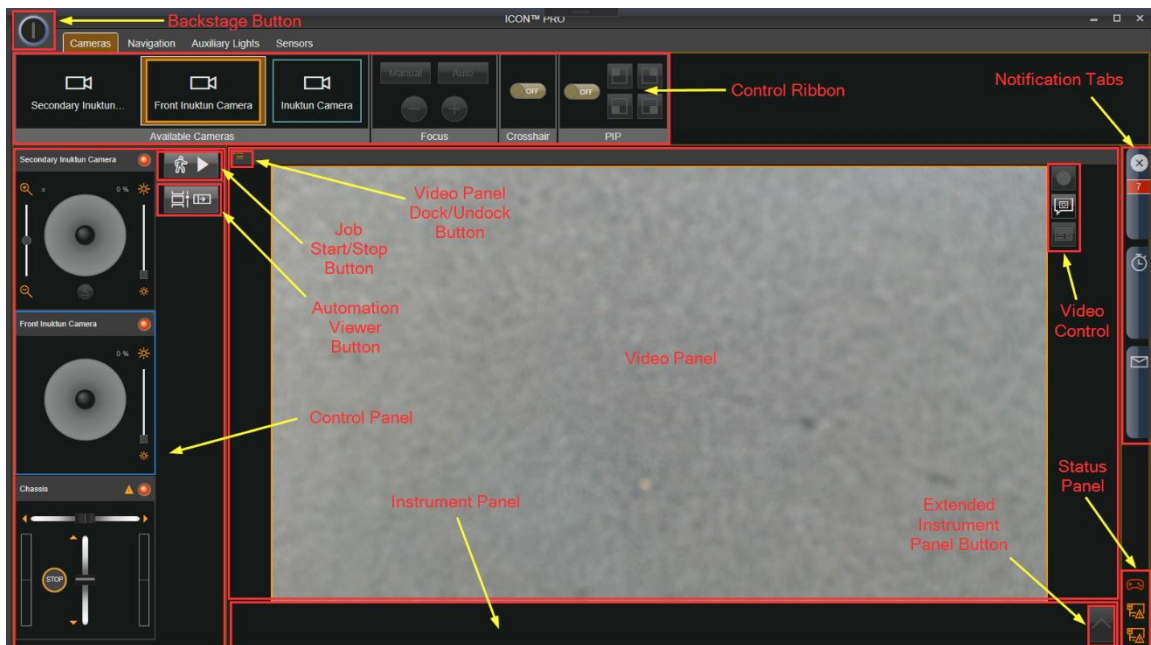 ICON™ PRO
Backstage Button
Cameras Navigation Auxiliary Lights Sensors
Notification Tabs
Manual Auto
OFF OFF
Secondary Inuktun... Front Inuktun Camera Inuktun Camera
Control Ribbon
Available Cameras Focus Crosshair PIP
Secondary Inuktun Camera
x 0 %
7
Video Panel
Dock/Undock
Button
Job
Start/Stop
Button
Automation
Viewer
Button
Video
Control
Front Inuktun Camera
0 %
Video Panel
Control Panel
Status
Panel
Chassis
Instrument Panel
Extended
Instrument
Panel Button
STOP